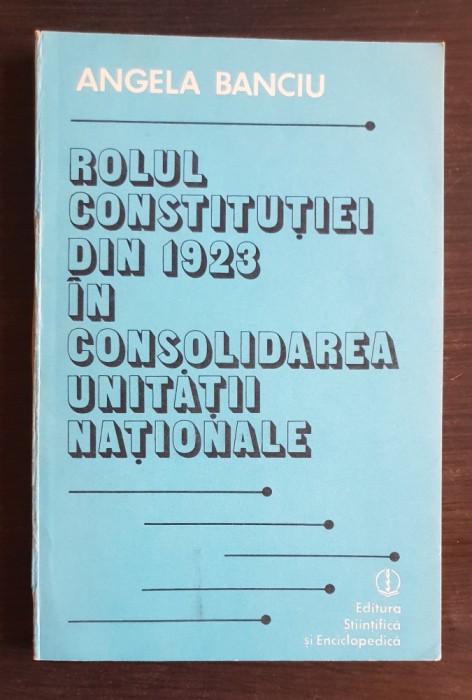 ANGELA BANCIU
ROLUL
CONSTITUȚIEI
DIN 1923
ÎN
CONSOLIDAREA
UNITĂȚII
NAȚIONALE
Editura
Științifică
și Enciclopedică